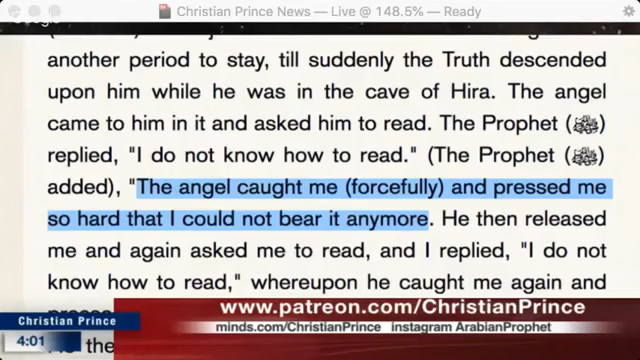 Christian Prince News — Live @ 148.5% — Ready
another period to stay, till suddenly the Truth descended
upon him while he was in the cave of Hira. The angel
came to him in it and asked him to read. The Prophet (ﷺ)
replied, "I do not know how to read." (The Prophet (ﷺ)
added), "The angel caught me (forcefully) and pressed me
so hard that I could not bear it anymore. He then released
me and again asked me to read, and I replied, "I do not
know how to read," whereupon he caught me again and
www.patreon.com/ChristianPrince
Christian Prince
minds.com/ChristianPrince instagram ArabianProphet
4:01
the